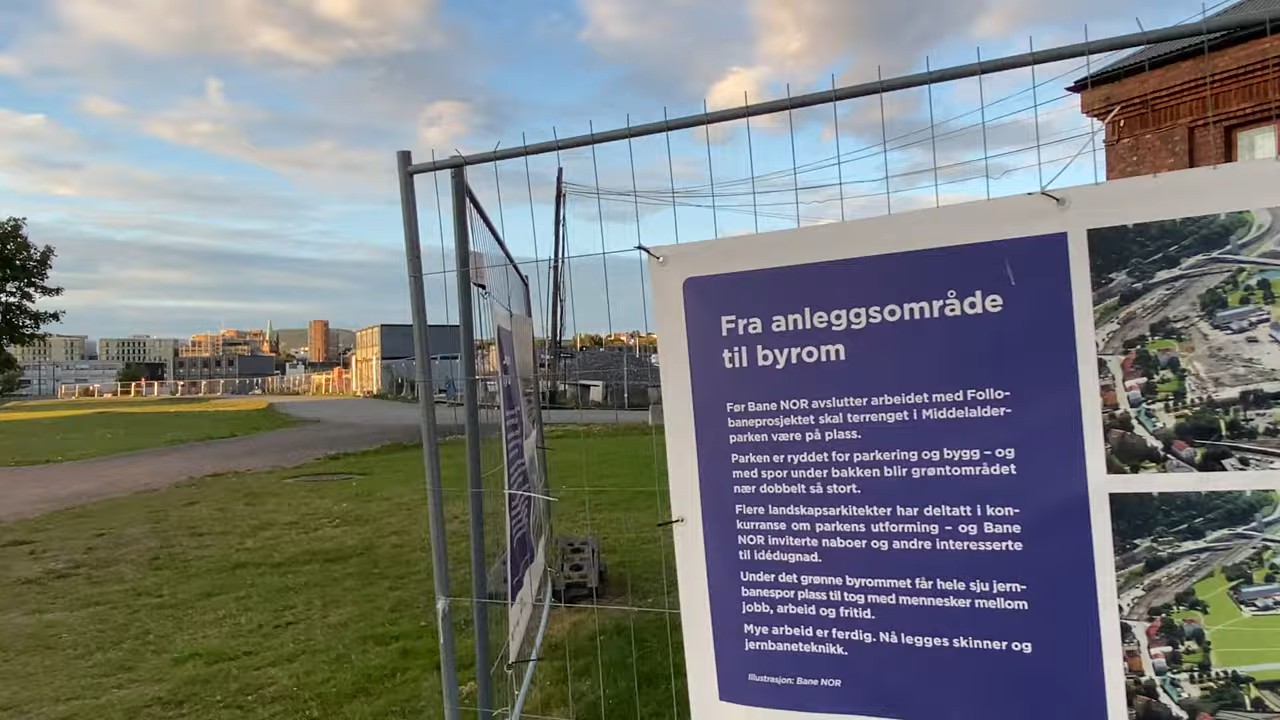 Fra anleggsområde
til byrom
Før Bane NOR avslutter arbeidet med Follo-
baneprosjektet skal terrenget i Middelalder-
parken være på plass.
Parken er ryddet for parkering og bygg – og
med spor under bakken blir grøntområdet
nær dobbelt så stort.
Flere landskapsarkitekter har deltatt i kon-
kurranse om parkens utforming – og Bane
NOR inviterte naboer og andre interesserte
til idédugnad.
Under det grønne byrommet får hele sju jern-
banespor plass til tog med mennesker mellom
jobb, arbeid og fritid.
Mye arbeid er ferdig. Nå legges skinner og
jernbaneteknikk.
Illustrasjon: Bane NOR